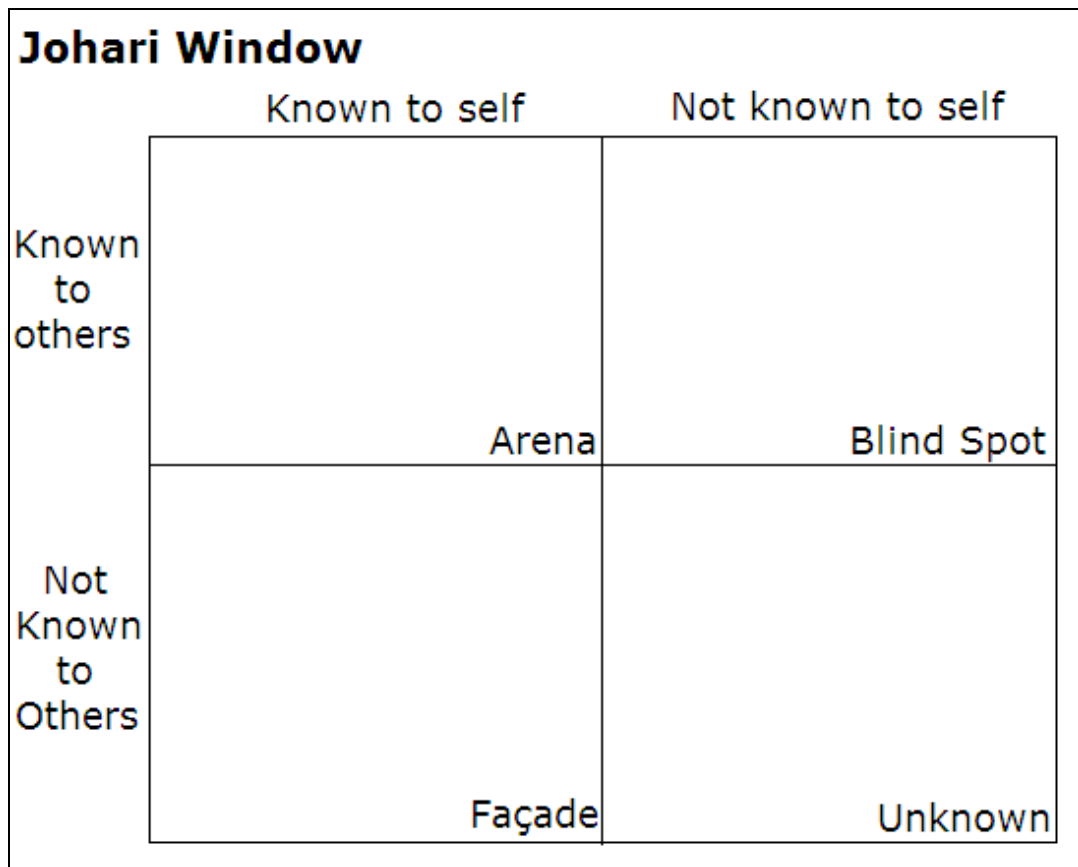 Johari Window
Known to self
Not known to self
Known
to
others
Arena
Blind Spot
Not
Known
to
Others
Façade
Unknown